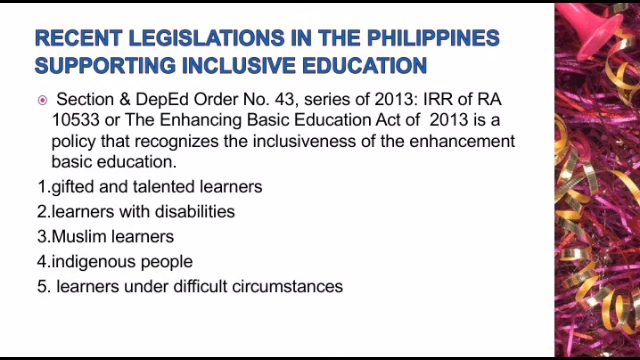 RECENT LEGISLATIONS IN THE PHILIPPINES
SUPPORTING INCLUSIVE EDUCATION
Section & DepEd Order No. 43, series of 2013: IRR of RA
10533 or The Enhancing Basic Education Act of 2013 is a
policy that recognizes the inclusiveness of the enhancement
basic education.
1.gifted and talented learners
2.learners with disabilities
3.Muslim learners
4.indigenous people
5. learners under difficult circumstances